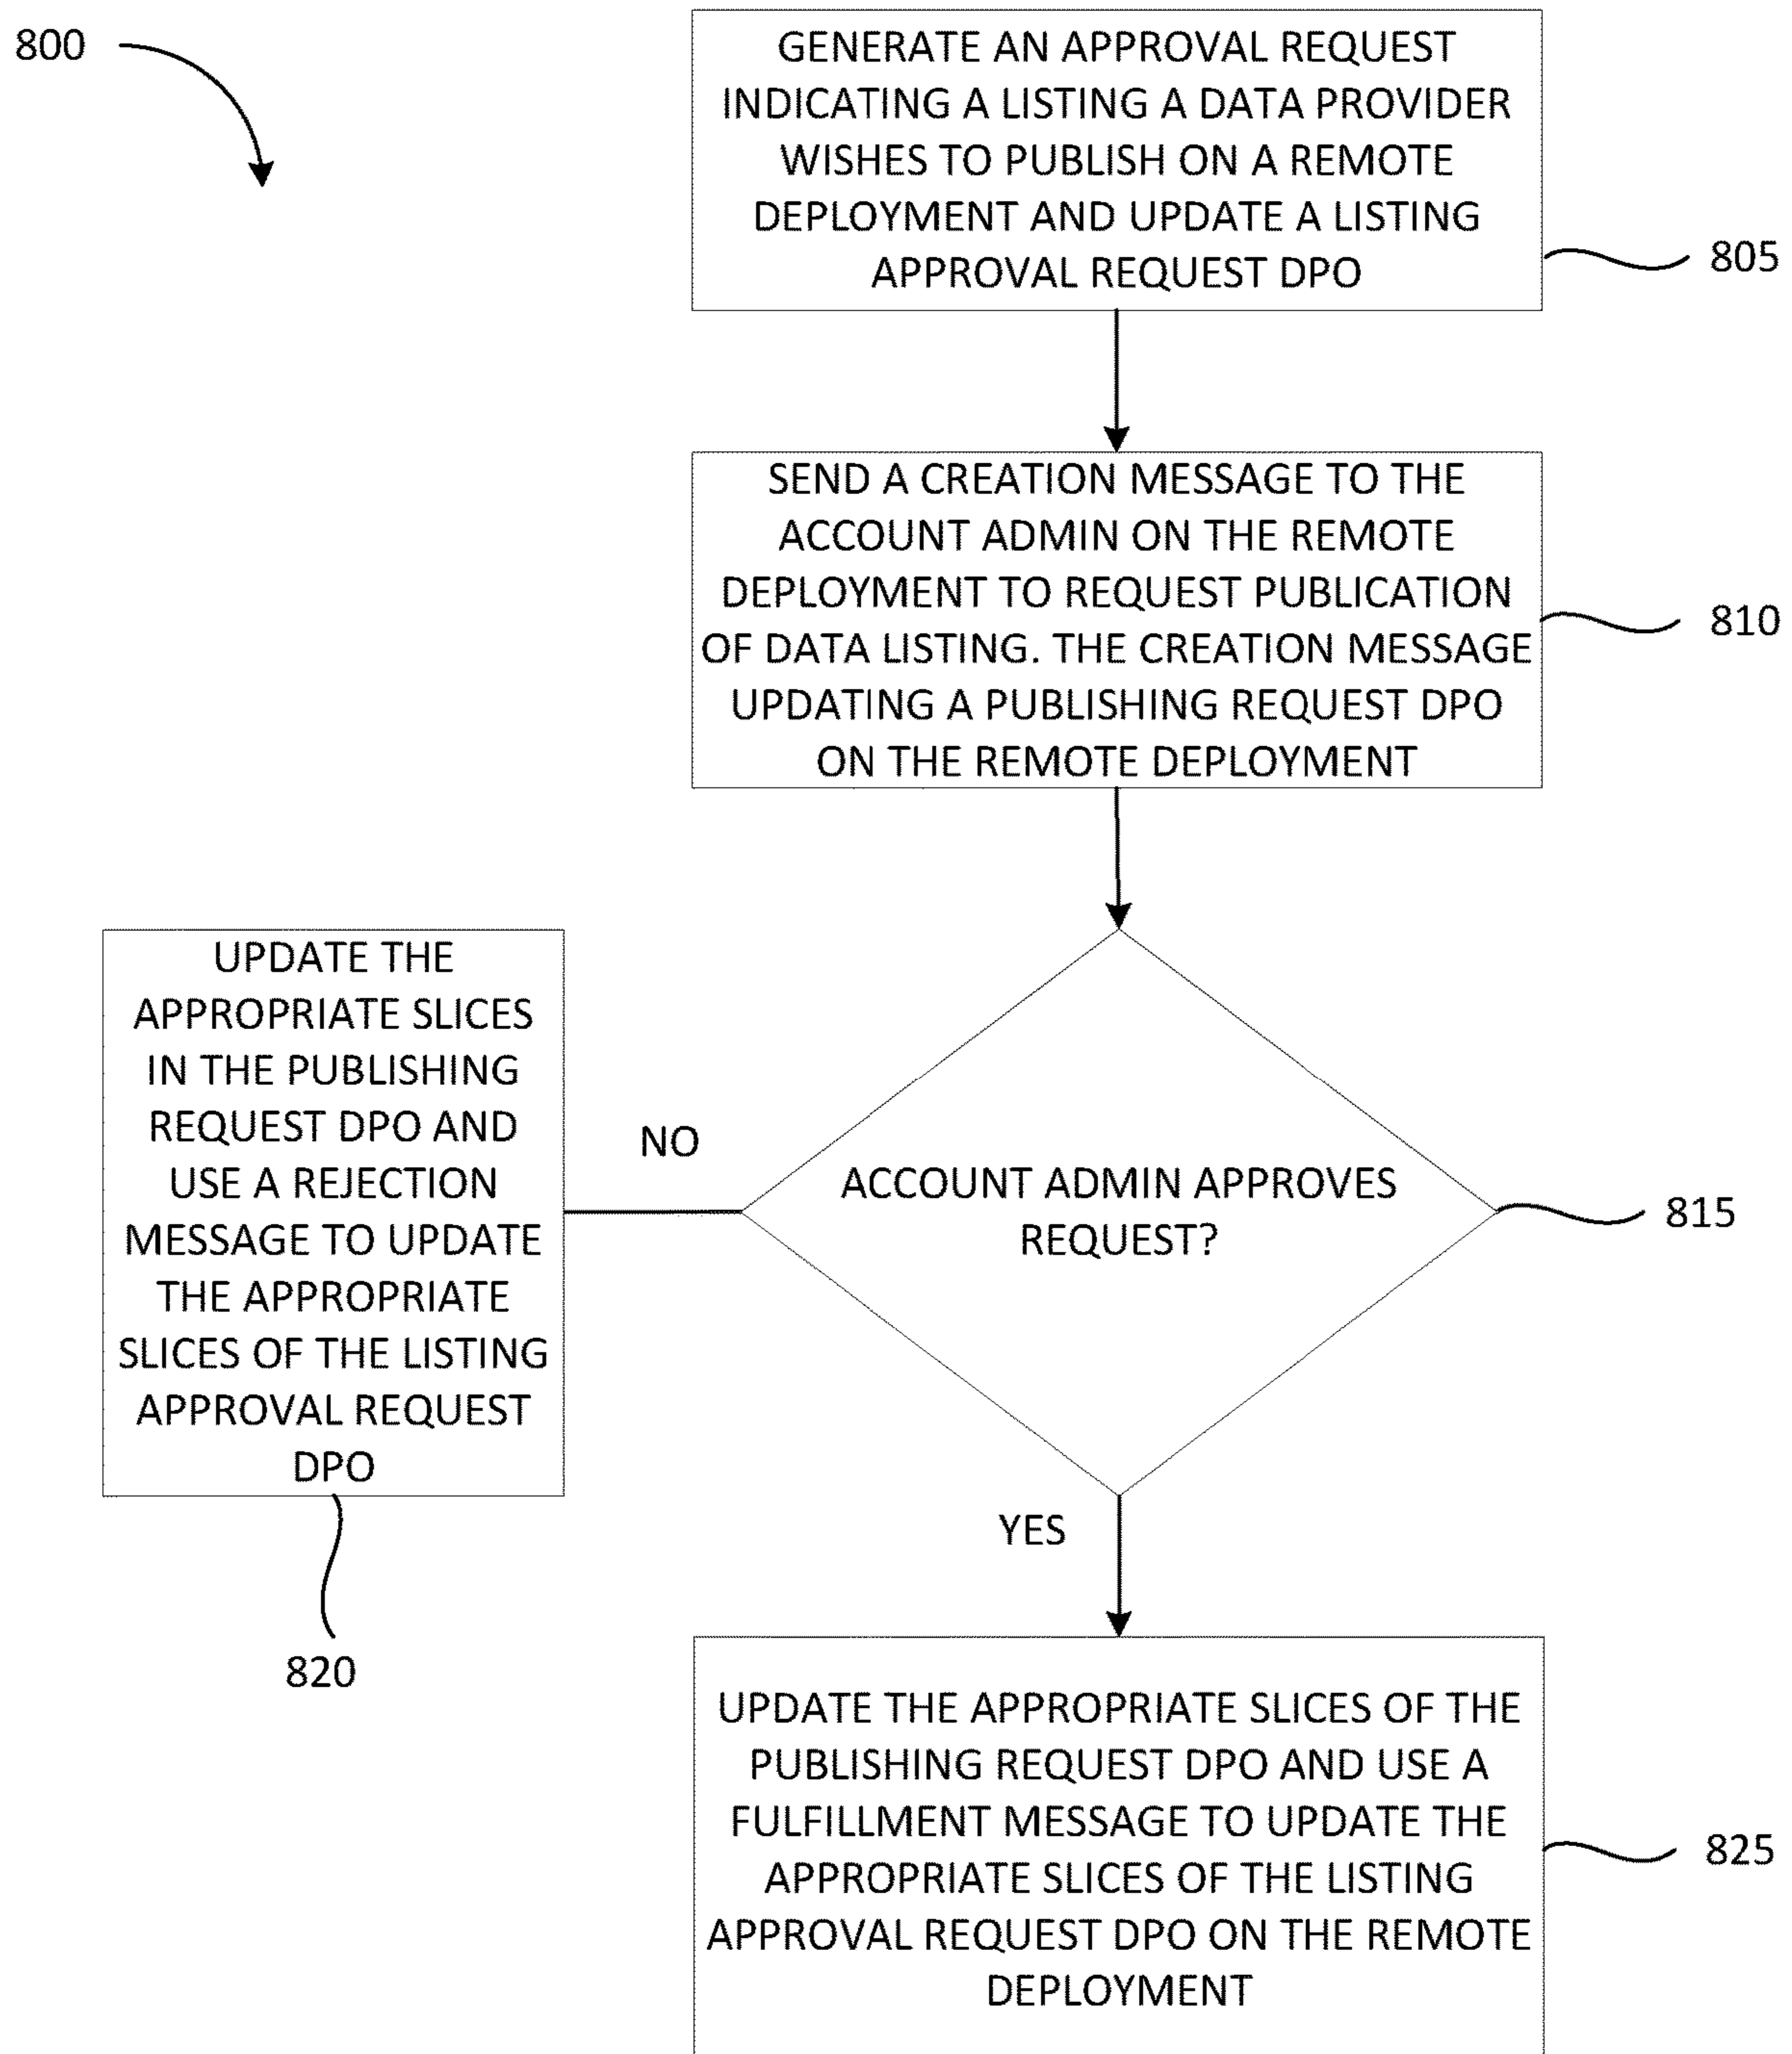 800
GENERATE AN APPROVAL REQUEST
INDICATING A LISTING A DATA PROVIDER
WISHES TO PUBLISH ON A REMOTE
DEPLOYMENT AND UPDATE A LISTING
APPROVAL REQUEST DPO
805
SEND A CREATION MESSAGE TO THE
ACCOUNT ADMIN ON THE REMOTE
DEPLOYMENT TO REQUEST PUBLICATION
OF DATA LISTING. THE CREATION MESSAGE
UPDATING A PUBLISHING REQUEST DPO
ON THE REMOTE DEPLOYMENT
810
ACCOUNT ADMIN APPROVES
REQUEST?
815
NO
UPDATE THE
APPROPRIATE SLICES
IN THE PUBLISHING
REQUEST DPO AND
USE A REJECTION
MESSAGE TO UPDATE
THE APPROPRIATE
SLICES OF THE LISTING
APPROVAL REQUEST
DPO
820
YES
UPDATE THE APPROPRIATE SLICES OF THE
PUBLISHING REQUEST DPO AND USE A
FULFILLMENT MESSAGE TO UPDATE THE
APPROPRIATE SLICES OF THE LISTING
APPROVAL REQUEST DPO ON THE REMOTE
DEPLOYMENT
825